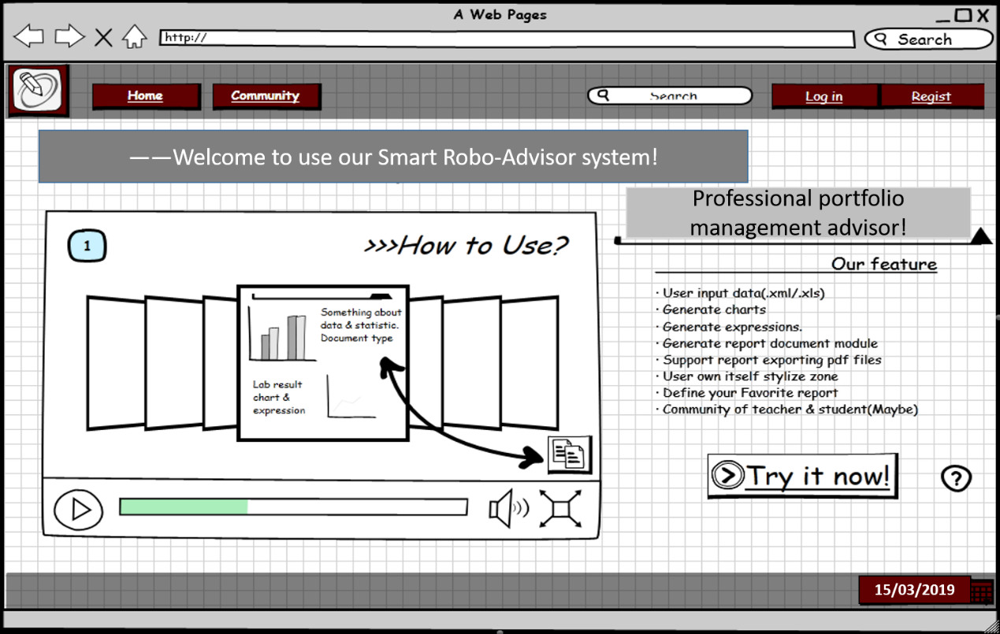 A Web Pages
http://
Search
Home
Community
Search
Log in
Regist
——Welcome to use our Smart Robo-Advisor system!
Professional portfolio
management advisor!
1
>>>How to Use?
Something about
data & statistic.
Document type
Lab result
chart &
expression
Our feature
· User input data(.xml/.xls)
· Generate charts
· Generate expressions.
· Generate report document module
· Support report exporting pdf files
· User own itself stylize zone
· Define your Favorite report
· Community of teacher & student(Maybe)
Try it now!
?
15/03/2019